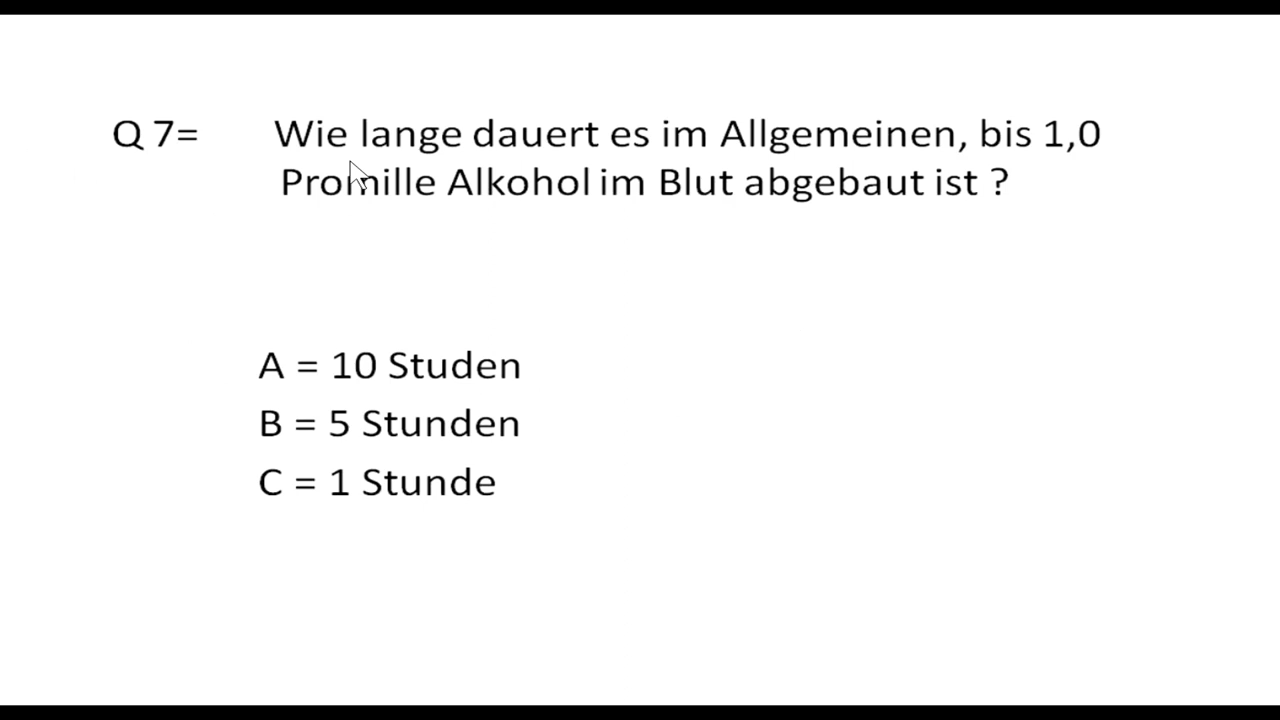 Q 7= Wie lange dauert es im Allgemeinen, bis 1,0
Promille Alkohol im Blut abgebaut ist ?
A = 10 Studen
B = 5 Stunden
C = 1 Stunde